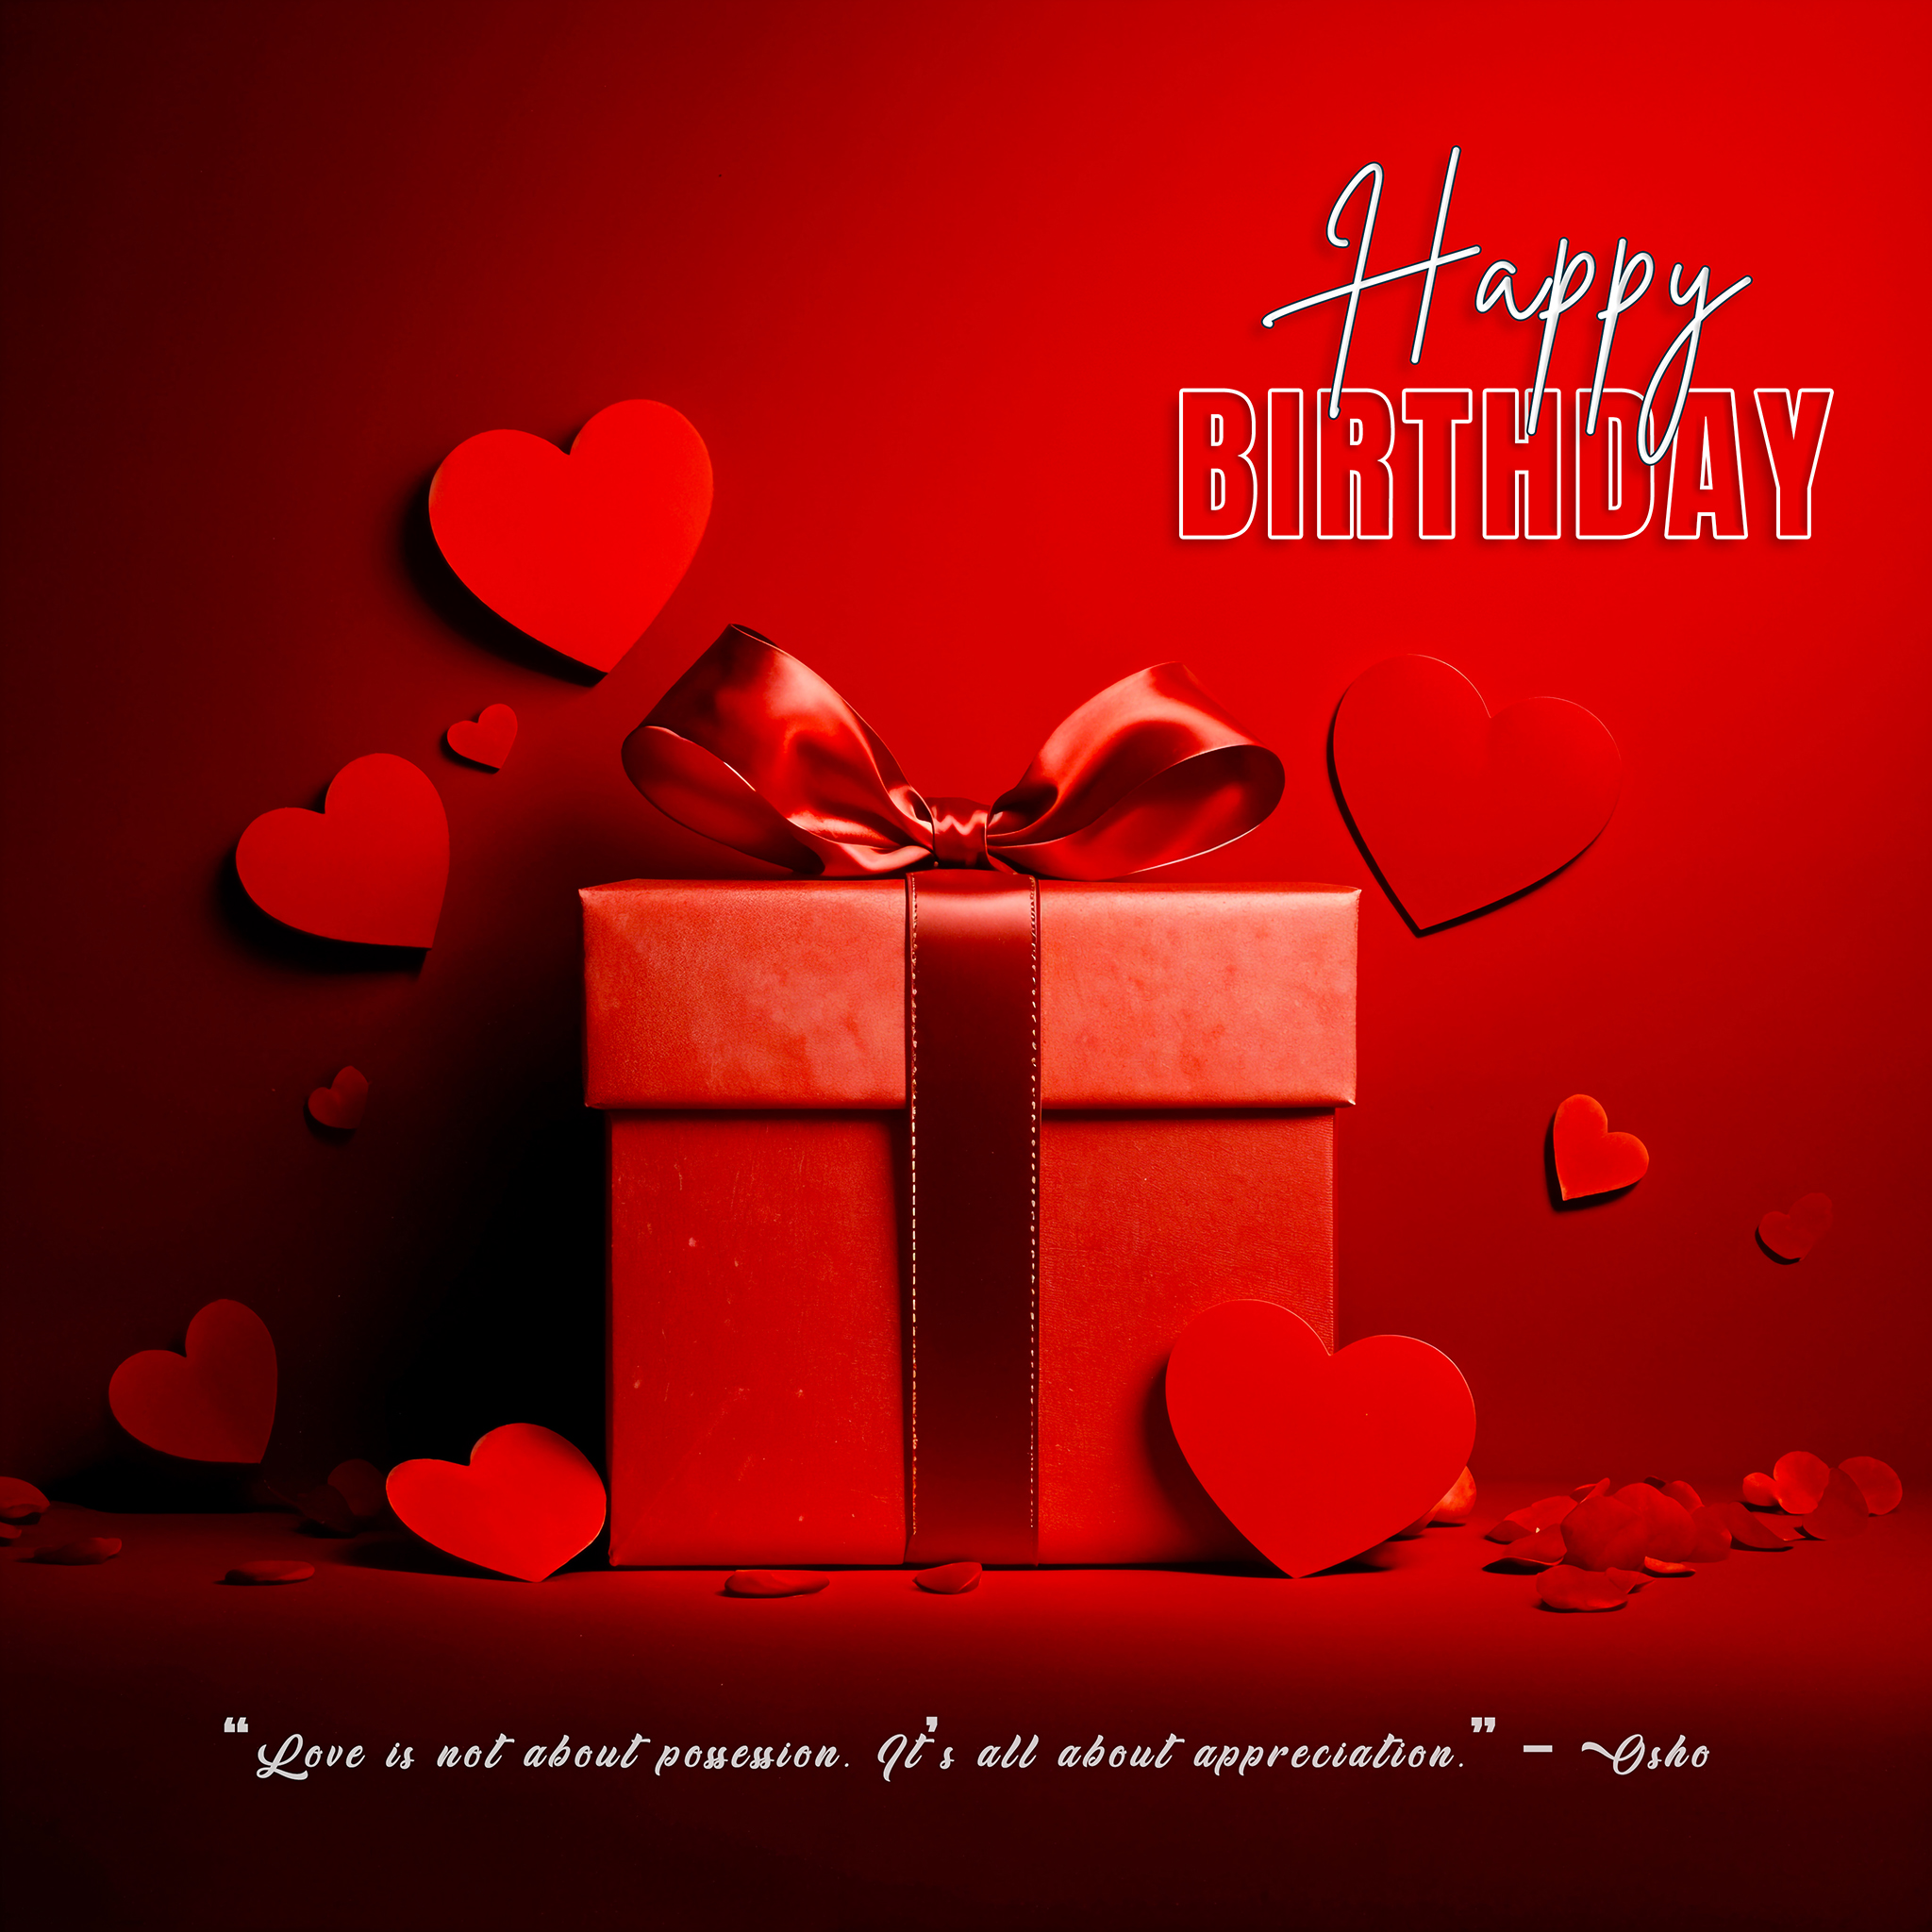 Happy
BIRTHDAY
“Love is not about possession. It’s all about appreciation.” – Osho